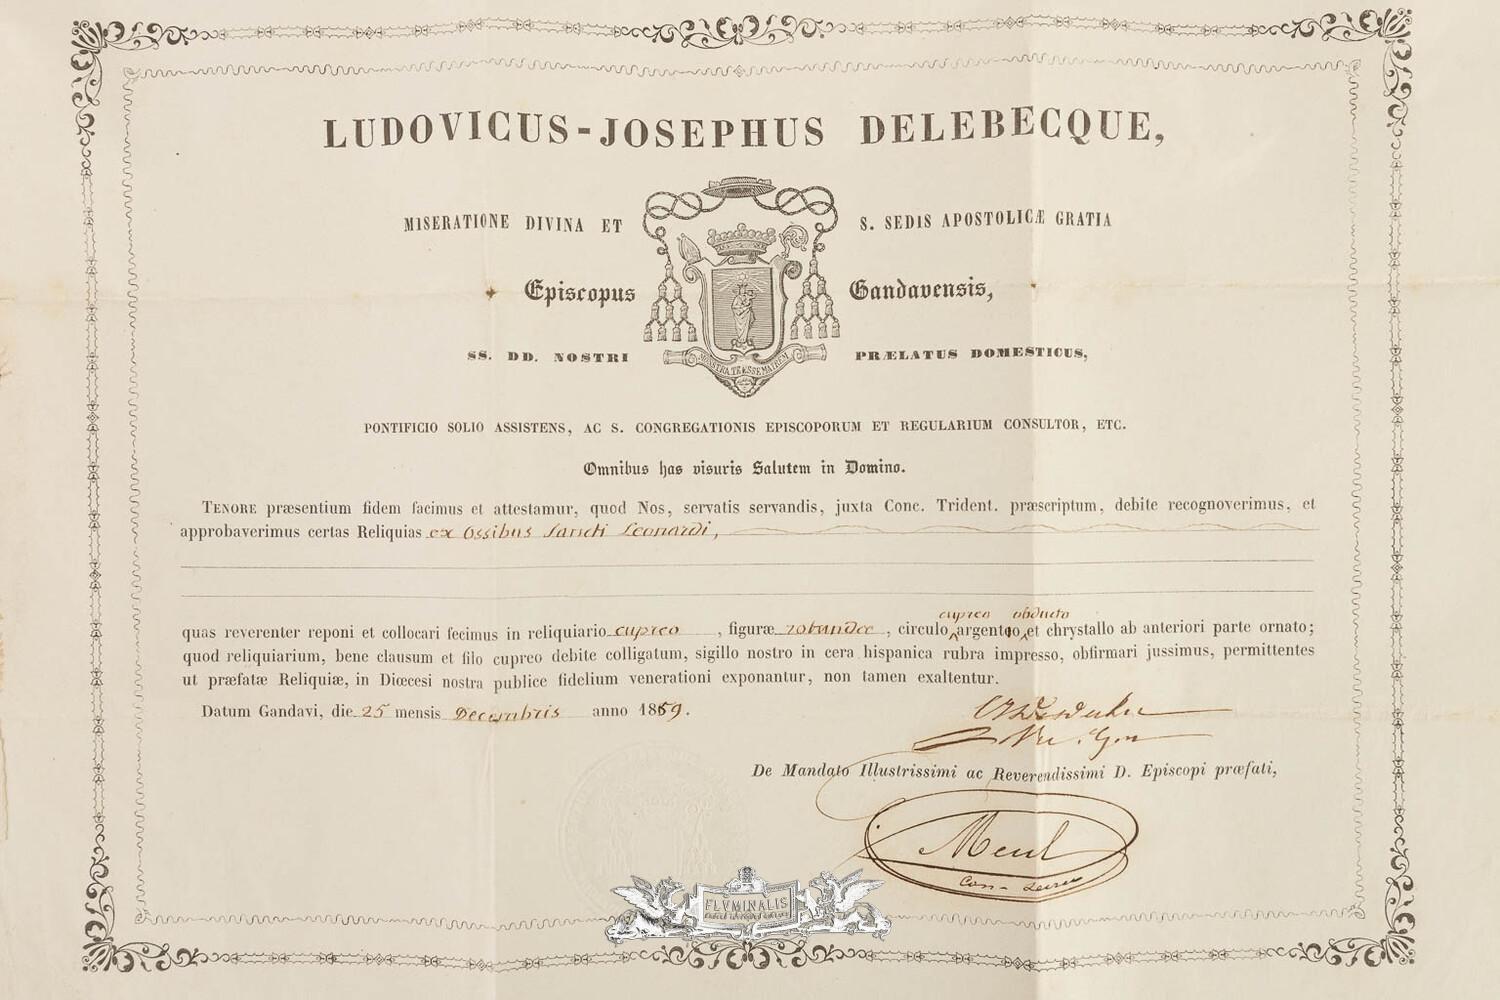 LUDOVICUS-JOSEPHUS DELEBECQUE,
MISERATIONE DIVINA ET S. SEDIS APOSTOLICÆ GRATIA
Episcopus Gandavensis,
SS. DD. NOSTRI PRÆLATUS DOMESTICUS,
MONSTRA TE ESSE MATREM
PONTIFICIO SOLIO ASSISTENS, AC S. CONGREGATIONIS EPISCOPORUM ET REGULARIUM CONSULTOR, ETC.
Omnibus has visuris Salutem in Domino.
TENORE præsentium fidem facimus et attestamur, quod Nos, servatis servandis, juxta Conc. Trident. præscriptum, debite recognoverimus, et
approbaverimus certas Reliquias ex Ossibus Sancti Leonardi,
cupreo obducto
quas reverenter reponi et collocari fecimus in reliquiario cupreo, figuræ rotundæ, circulo argenteo et chrystallo ab anteriori parte ornato;
quod reliquiarium, bene clausum et filo cupreo debite colligatum, sigillo nostro in cera hispanica rubra impresso, obfirmari jussimus, permittentes
ut præfatæ Reliquiæ, in Diœcesi nostra publice fidelium venerationi exponantur, non tamen exaltentur.
Datum Gandavi, die 25 mensis Decembris anno 1859.
De Mandato Illustrissimi ac Reverendissimi D. Episcopi præfati,
FLVMINALIS